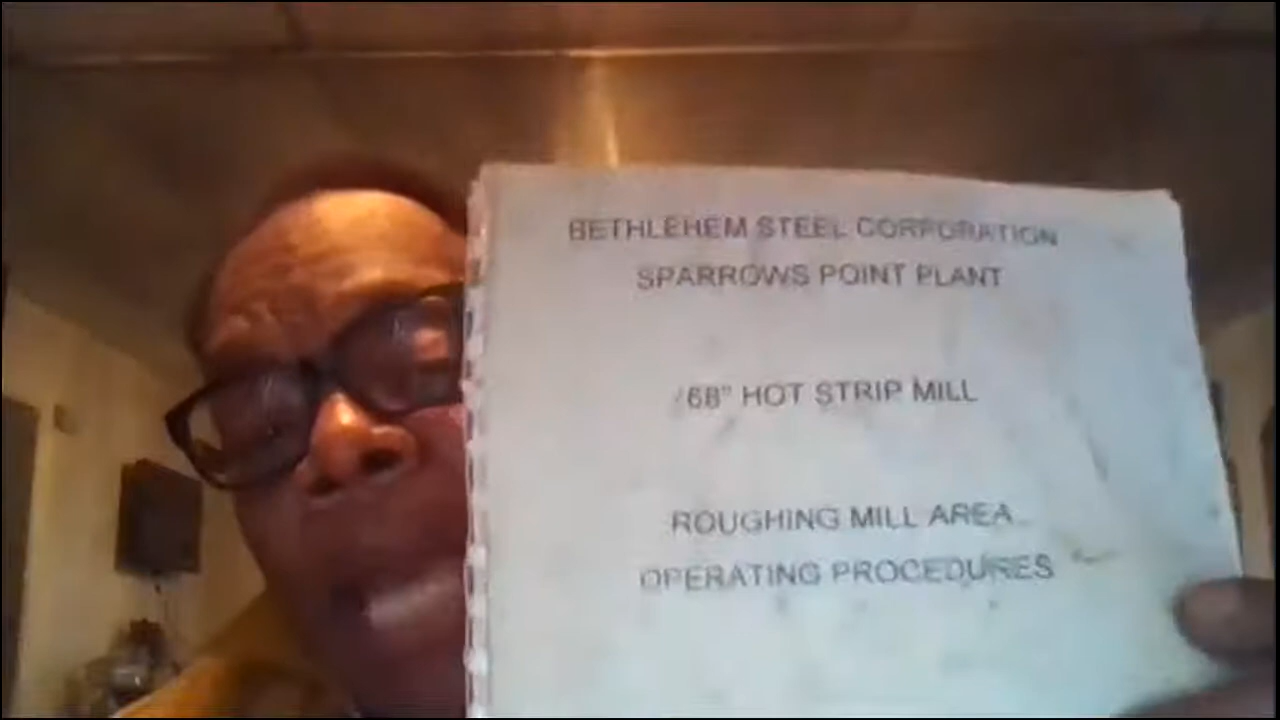 BETHLEHEM STEEL CORPORATION
SPARROWS POINT PLANT
68" HOT STRIP MILL
ROUGHING MILL AREA
OPERATING PROCEDURES